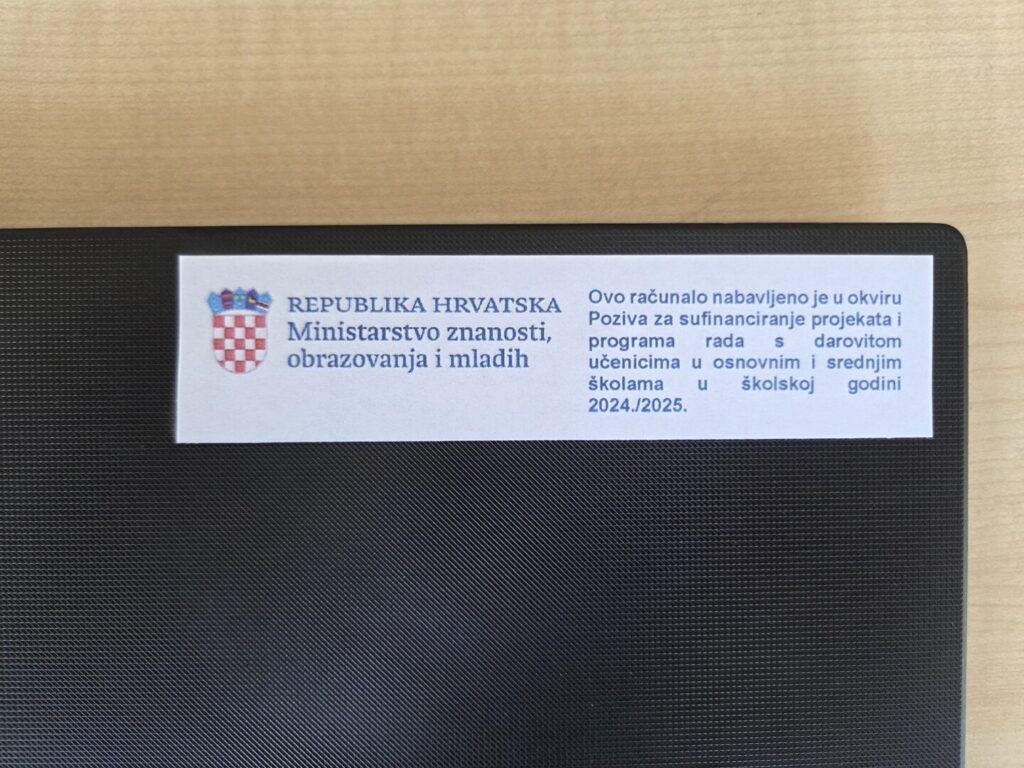 REPUBLIKA HRVATSKA
Ministarstvo znanosti,
obrazovanja i mladih
Ovo računalo nabavljeno je u okviru
Poziva za sufinanciranje projekata i
programa rada s darovitom
učenicima u osnovnim i srednjim
školama u školskoj godini
2024./2025.